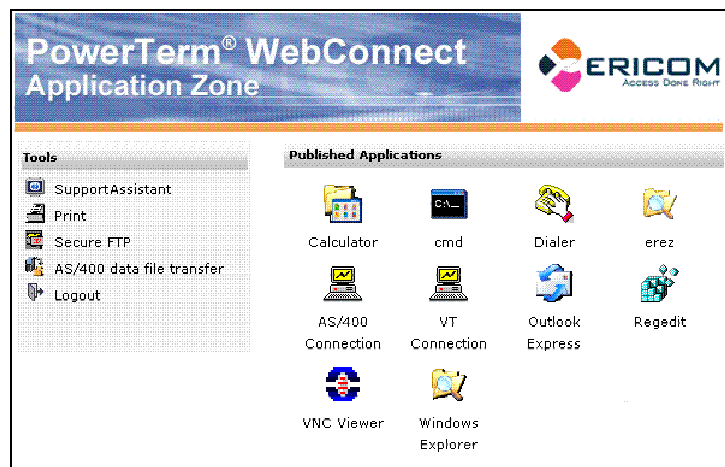 PowerTerm® WebConnect
Application Zone
ERICOM
Access Done Right
Tools
SupportAssistant
Print
Secure FTP
AS/400 data file transfer
Logout
Published Applications
Calculator
cmd
Dialer
erez
AS/400
Connection
VT
Connection
Outlook
Express
Regedit
VNC Viewer
Windows
Explorer